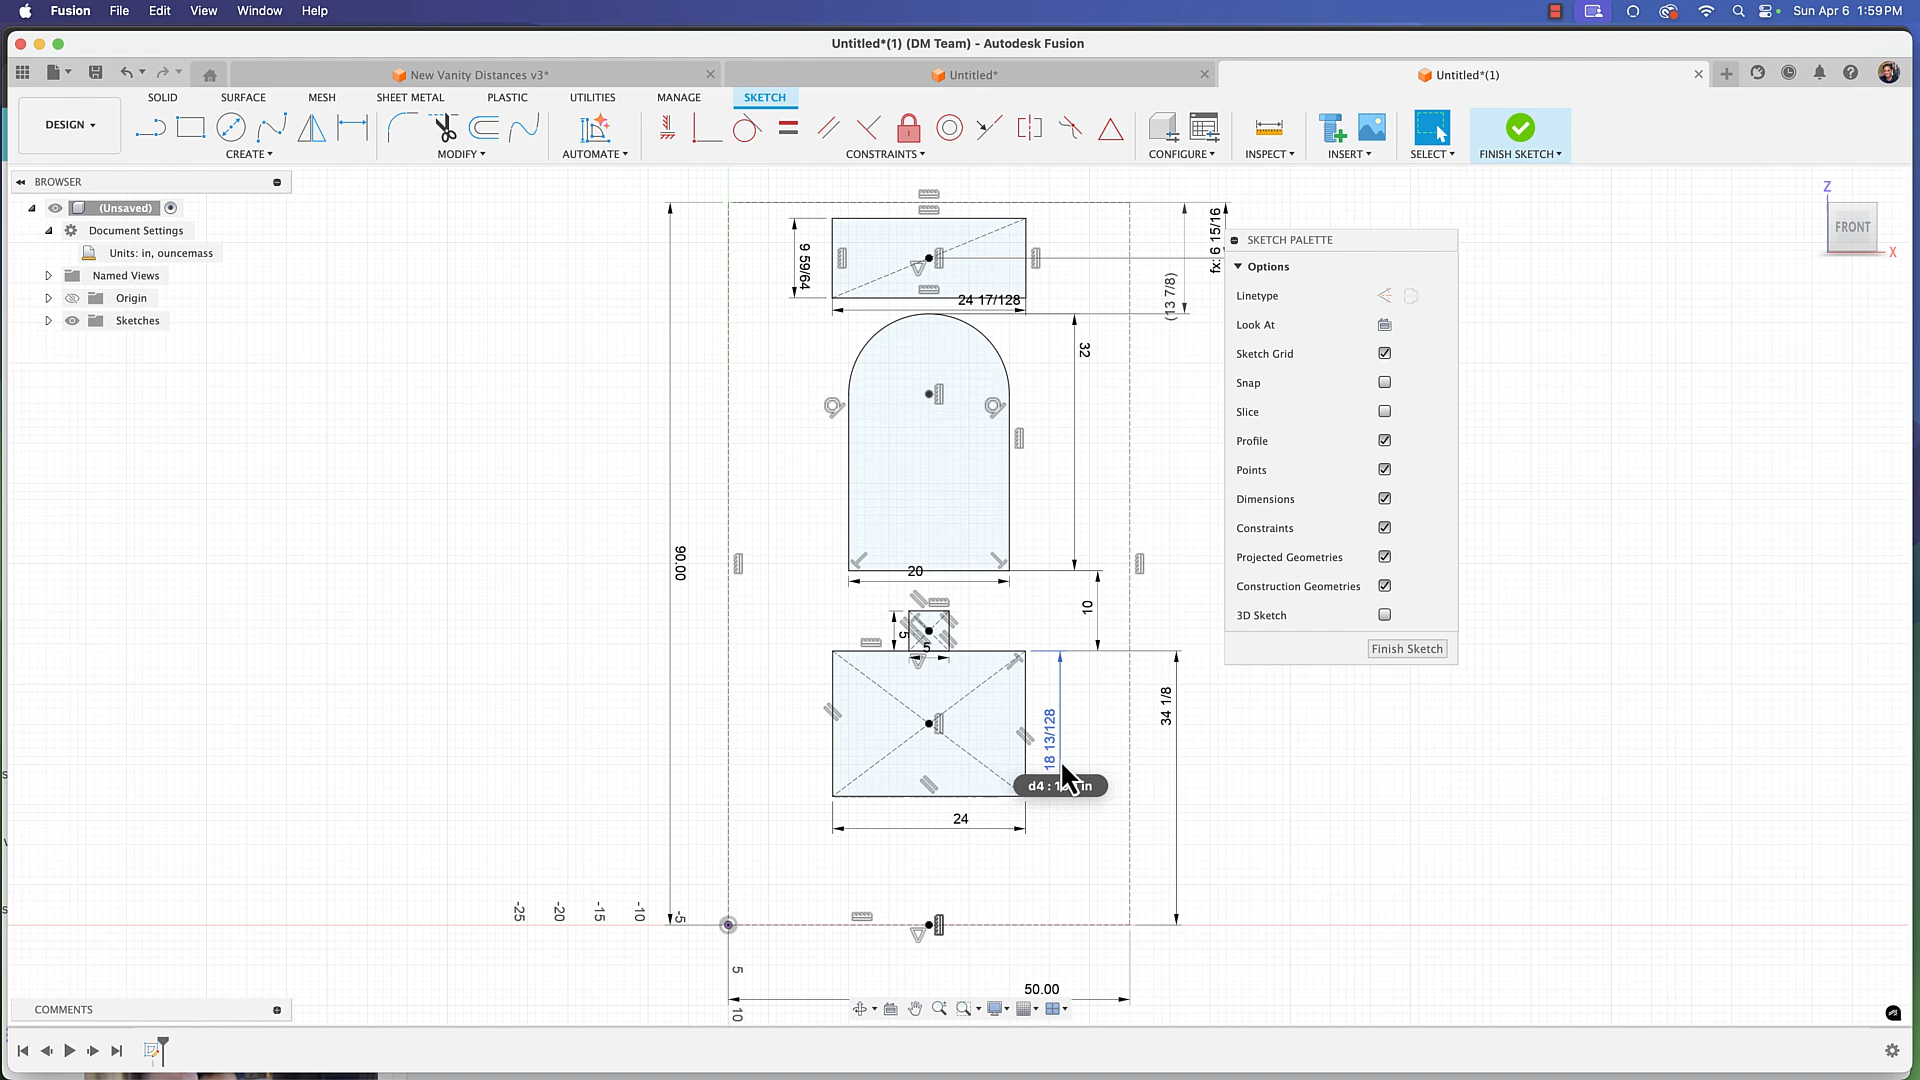 Fusion File Edit View Window Help Sun Apr 6 1:59 PM
Untitled*(1) (DM Team) - Autodesk Fusion
New Vanity Distances v3* Untitled* Untitled*(1)
SOLID SURFACE MESH SHEET METAL PLASTIC UTILITIES MANAGE SKETCH
DESIGN
CREATE MODIFY AUTOMATE CONSTRAINTS CONFIGURE INSPECT INSERT SELECT FINISH SKETCH
BROWSER
(Unsaved)
Document Settings
Units: in, ouncemass
Named Views
Origin
Sketches
Z
FRONT
X
SKETCH PALETTE
Options
Linetype
Look At
Sketch Grid
Snap
Slice
Profile
Points
Dimensions
Constraints
Projected Geometries
Construction Geometries
3D Sketch
Finish Sketch
fx: 6 15/16
9 59/64
(13 7/8)
24 17/128
32
90.00
20
10
5
5
34 1/8
18 13/128
d4 : 1
in
24
-25 -20 -15 -10 -5
5
50.00
10
COMMENTS